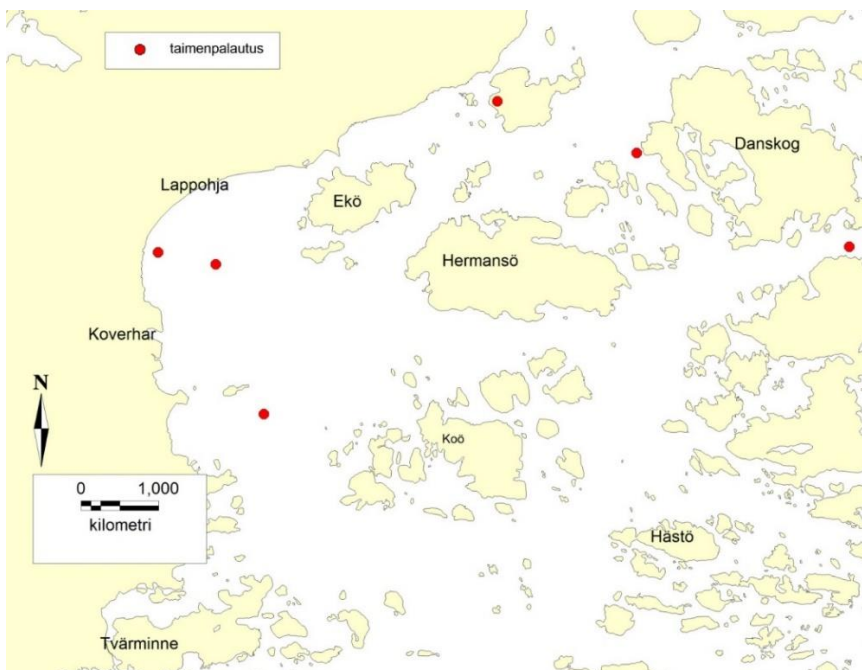 taimenpalautus
Danskog
Lappohja
Ekö
Hermansö
Koverhar
N
Koö
0 1,000
kilometri
Hästö
Tvärminne